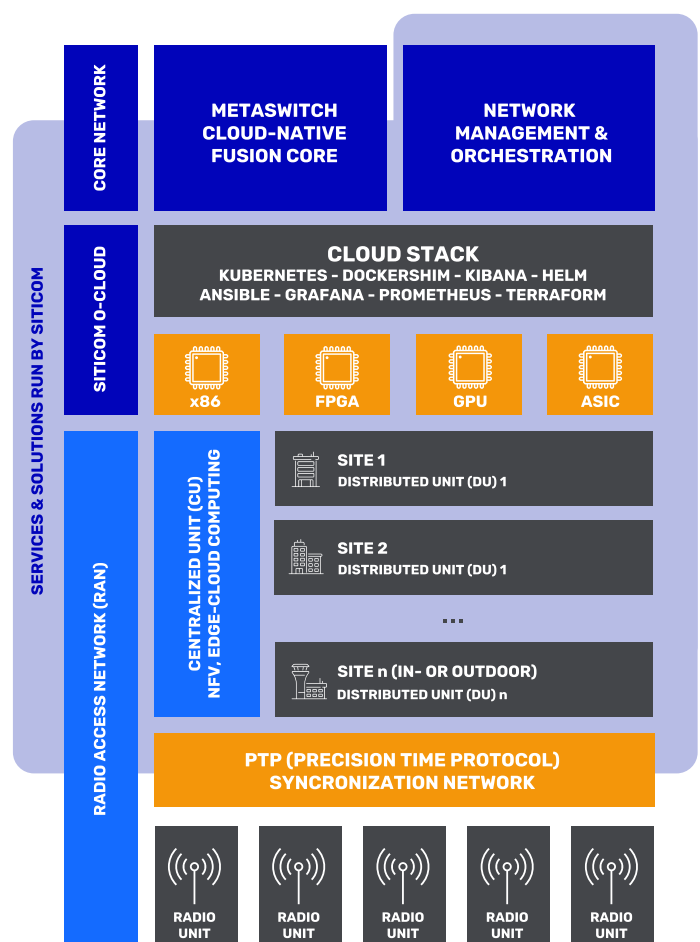 SERVICES & SOLUTIONS RUN BY SITICOM
CORE NETWORK
METASWITCH
CLOUD-NATIVE
FUSION CORE
NETWORK
MANAGEMENT &
ORCHESTRATION
SITICOM O-CLOUD
CLOUD STACK
KUBERNETES - DOCKERSHIM - KIBANA - HELM
ANSIBLE - GRAFANA - PROMETHEUS - TERRAFORM
x86
FPGA
GPU
ASIC
RADIO ACCESS NETWORK (RAN)
CENTRALIZED UNIT (CU)
NFV, EDGE-CLOUD COMPUTING
SITE 1
DISTRIBUTED UNIT (DU) 1
SITE 2
DISTRIBUTED UNIT (DU) 1
...
SITE n (IN- OR OUTDOOR)
DISTRIBUTED UNIT (DU) n
PTP (PRECISION TIME PROTOCOL)
SYNCRONIZATION NETWORK
RADIO
UNIT
RADIO
UNIT
RADIO
UNIT
RADIO
UNIT
RADIO
UNIT